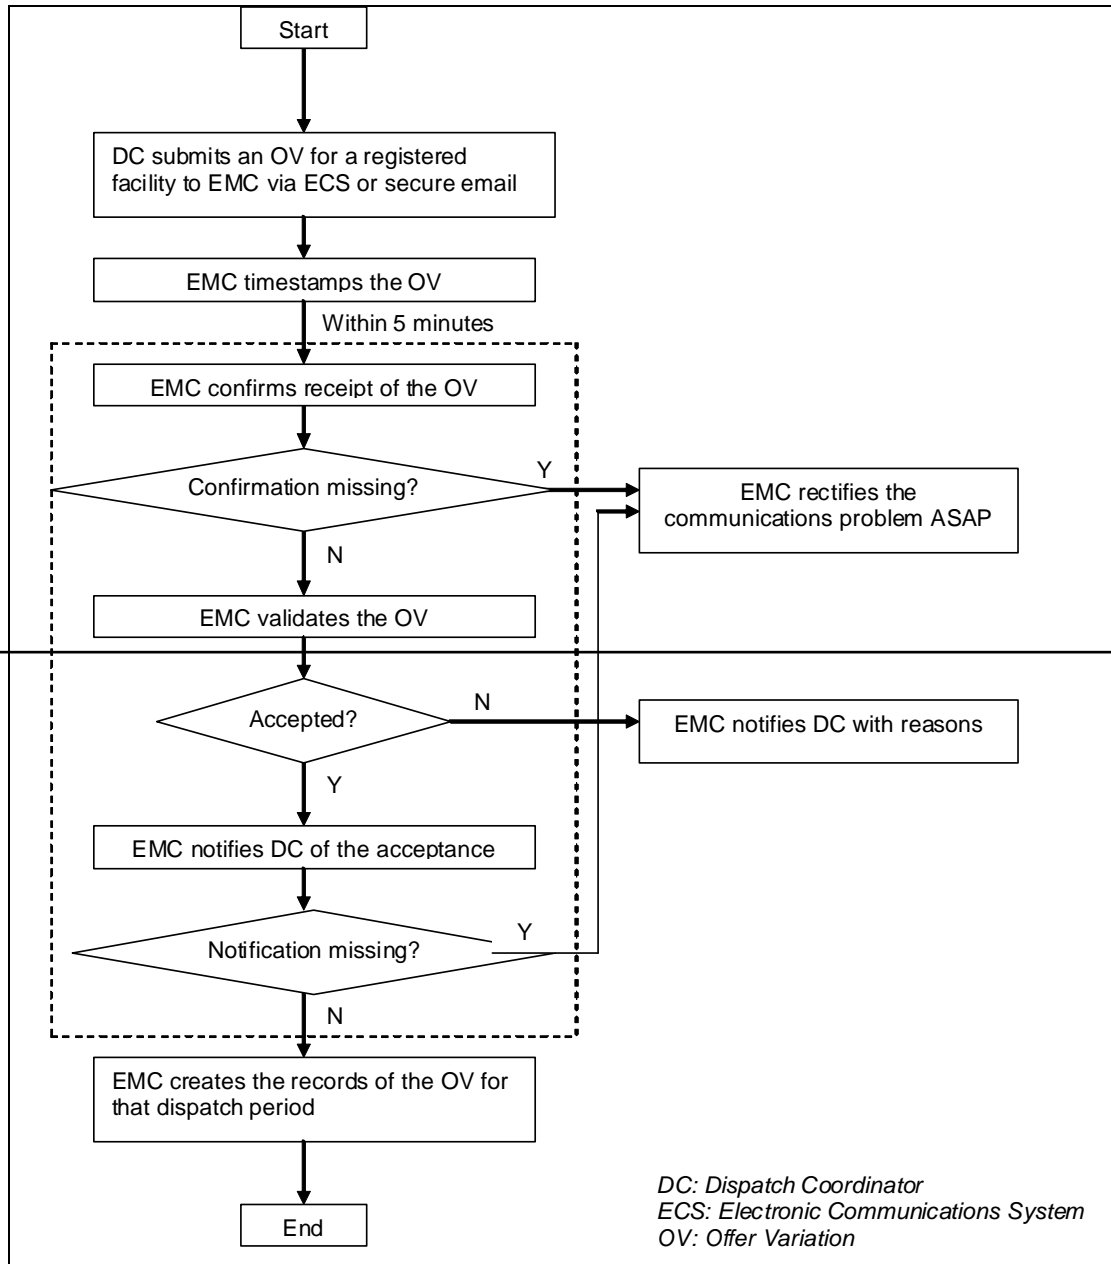 Start
DC submits an OV for a registered
facility to EMC via ECS or secure email
EMC timestamps the OV
Within 5 minutes
EMC confirms receipt of the OV
Confirmation missing?
Y
EMC rectifies the
communications problem ASAP
N
EMC validates the OV
Accepted?
N
EMC notifies DC with reasons
Y
EMC notifies DC of the acceptance
Notification missing?
Y
N
EMC creates the records of the OV for
that dispatch period
End
DC: Dispatch Coordinator
ECS: Electronic Communications System
OV: Offer Variation